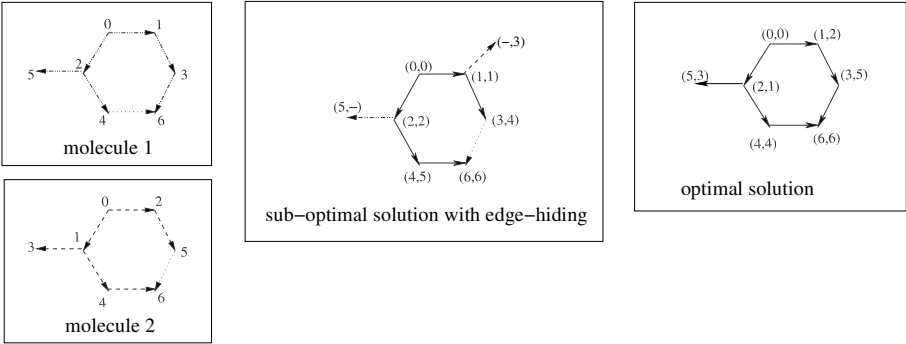 0 1
5 2 3
4 6
molecule 1
0 2
3 1 5
4 6
molecule 2
(−,3)
(0,0) (1,1)
(5,−) (2,2) (3,4)
(4,5) (6,6)
sub−optimal solution with edge−hiding
(0,0) (1,2)
(5,3) (2,1) (3,5)
(4,4) (6,6)
optimal solution